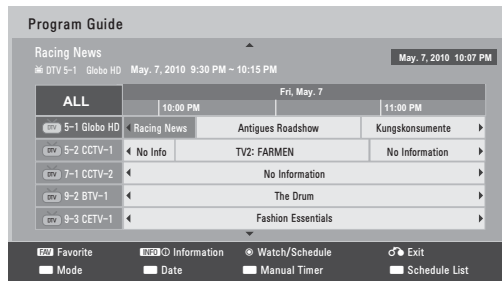 Program Guide
Racing News
DTV 5-1 Globo HD May. 7, 2010 9:30 PM ~ 10:15 PM
May. 7, 2010 10:07 PM
ALL
Fri, May. 7
10:00 PM 11:00 PM
DTV 5-1 Globo HD Racing News Antigues Roadshow Kungskonsumente
DTV 5-2 CCTV-1 No Info TV2: FARMEN No Information
DTV 7-1 CCTV-2 No Information
DTV 9-2 BTV-1 The Drum
DTV 9-3 CETV-1 Fashion Essentials
FAV Favorite INFO i Information Watch/Schedule Exit
Mode Date Manual Timer Schedule List